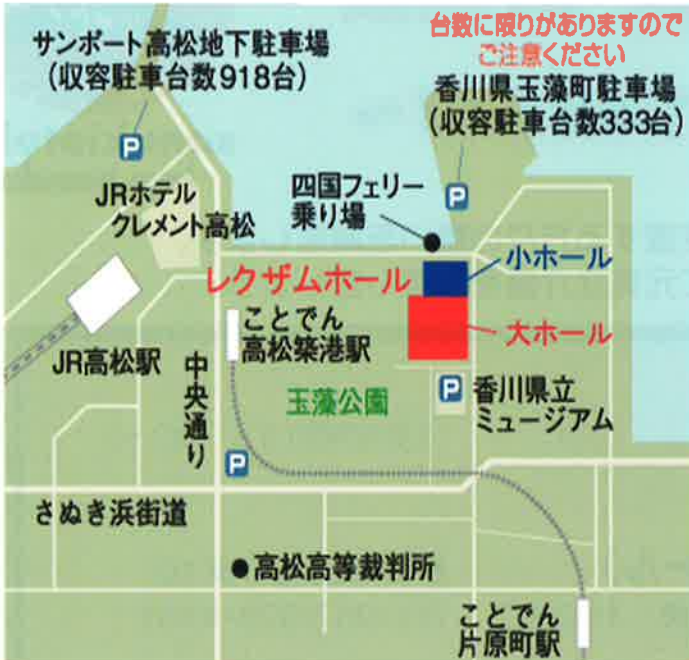 台数に限りがありますので
ご注意ください
サンポート高松地下駐車場
(収容駐車台数918台)
香川県玉藻町駐車場
(収容駐車台数333台)
P
P
JRホテル
クレメント高松
四国フェリー
乗り場
小ホール
レクザムホール
大ホール
ことでん
高松築港駅
JR高松駅
中央通り
玉藻公園
P
香川県立
ミュージアム
P
さぬき浜街道
高松高等裁判所
ことでん
片原町駅